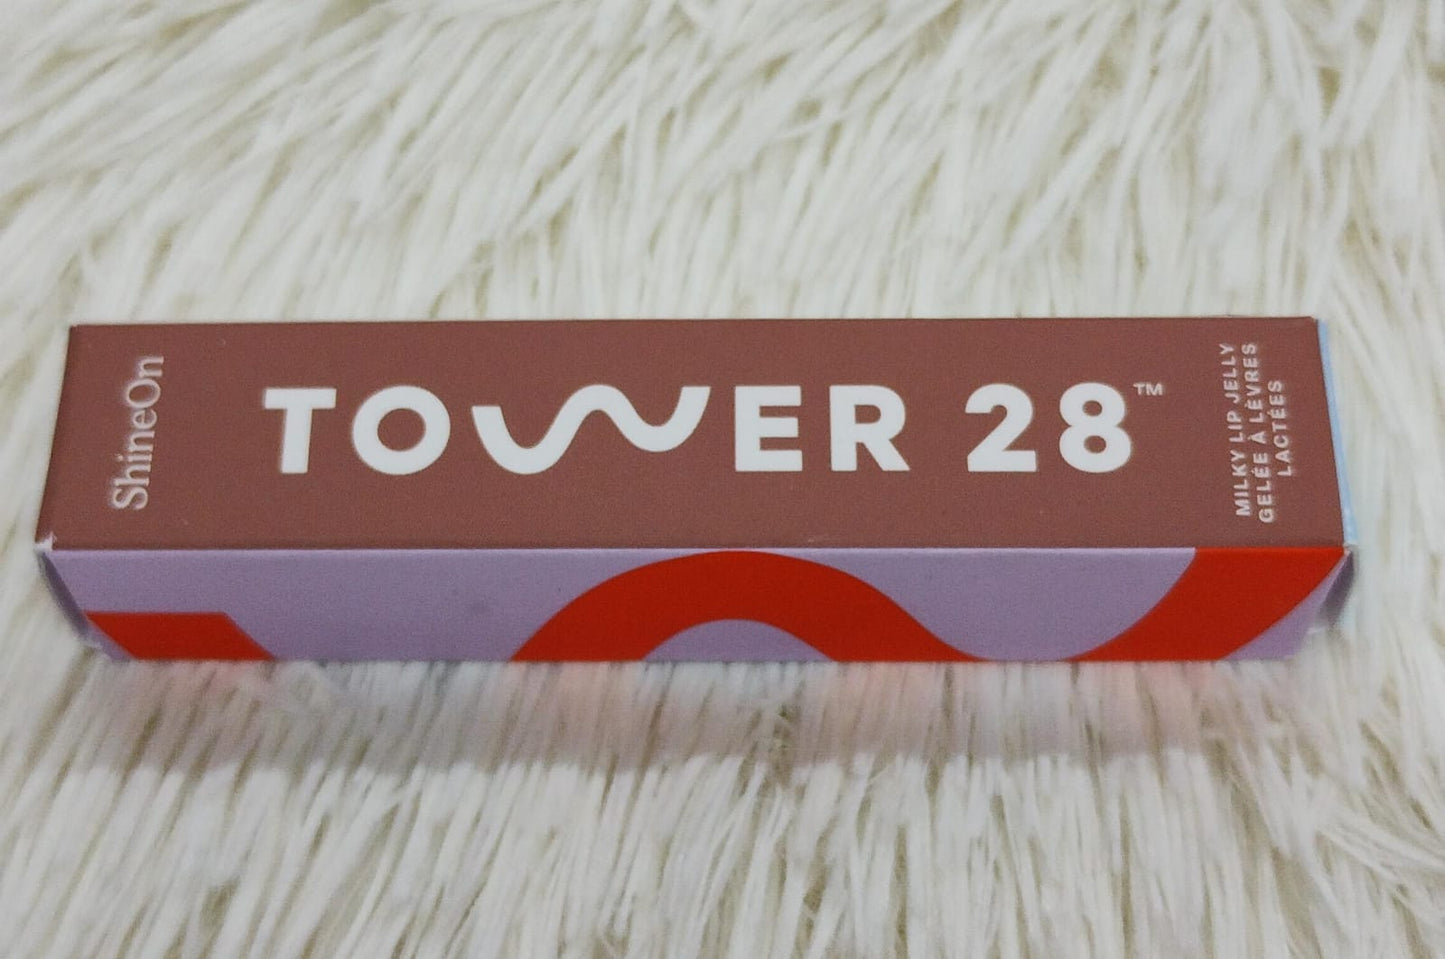 ShineOn
TOWER 28™
MILKY LIP JELLY
GELÉE À LÈVRES
LACTÉES